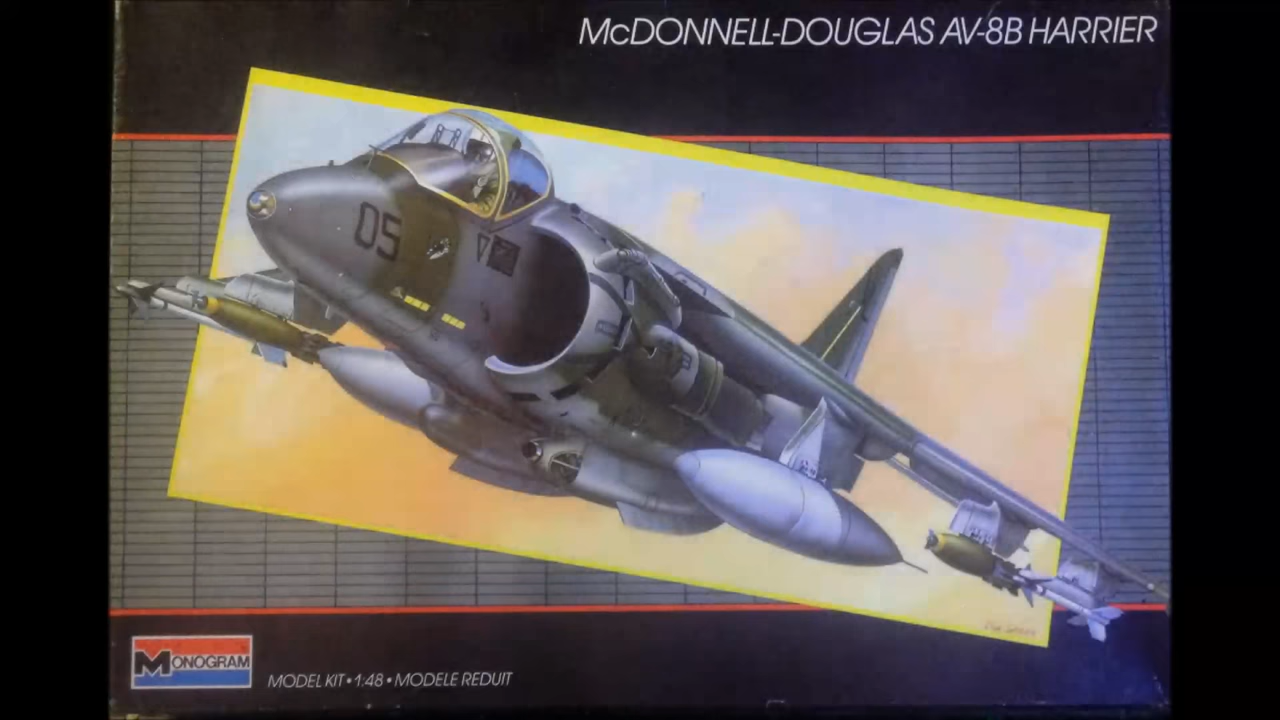 McDONNELL-DOUGLAS AV-8B HARRIER
05
MONOGRAM
MODEL KIT • 1:48 • MODELE REDUIT